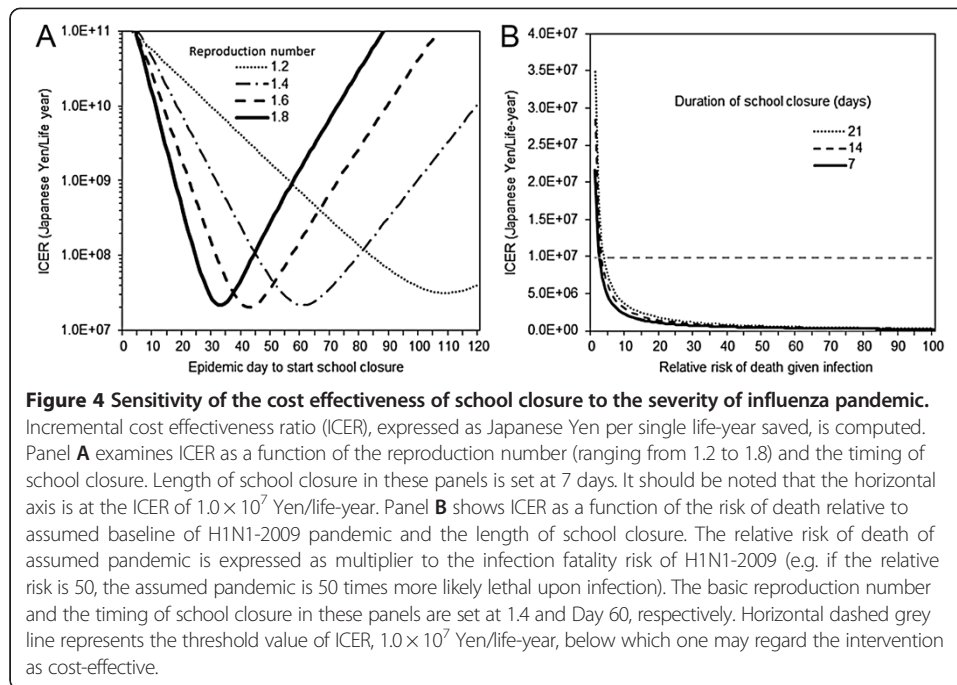 A
1.0E+11
1.0E+10
1.0E+09
1.0E+08
1.0E+07
ICER (Japanese Yen/Life year)
Reproduction number
1.2
1.4
1.6
1.8
0 10 20 30 40 50 60 70 80 90 100 110 120
Epidemic day to start school closure
B
4.0E+07
3.5E+07
3.0E+07
2.5E+07
2.0E+07
1.5E+07
1.0E+07
5.0E+06
0.0E+00
ICER (Japanese Yen/Life-year)
Duration of school closure (days)
21
14
7
0 10 20 30 40 50 60 70 80 90 100
Relative risk of death given infection
Figure 4 Sensitivity of the cost effectiveness of school closure to the severity of influenza pandemic.
Incremental cost effectiveness ratio (ICER), expressed as Japanese Yen per single life-year saved, is computed.
Panel A examines ICER as a function of the reproduction number (ranging from 1.2 to 1.8) and the timing of
school closure. Length of school closure in these panels is set at 7 days. It should be noted that the horizontal
axis is at the ICER of 1.0 × 10⁷ Yen/life-year. Panel B shows ICER as a function of the risk of death relative to
assumed baseline of H1N1-2009 pandemic and the length of school closure. The relative risk of death of
assumed pandemic is expressed as multiplier to the infection fatality risk of H1N1-2009 (e.g. if the relative
risk is 50, the assumed pandemic is 50 times more likely lethal upon infection). The basic reproduction number
and the timing of school closure in these panels are set at 1.4 and Day 60, respectively. Horizontal dashed grey
line represents the threshold value of ICER, 1.0 × 10⁷ Yen/life-year, below which one may regard the intervention
as cost-effective.